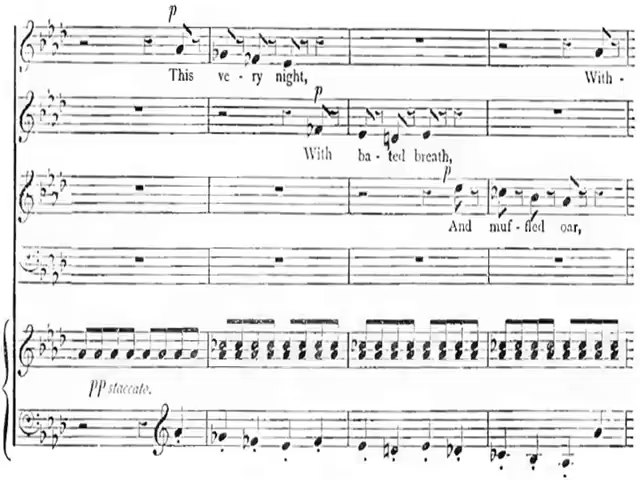 p
This ve - ry night, With -
p
With ba - ted breath,
p
And muf - fled oar,
pp staccato.